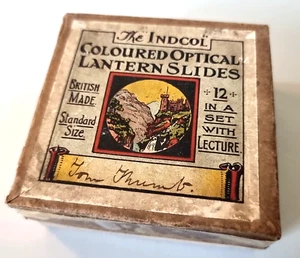 "The INDCOL"
COLOURED OPTICAL
LANTERN SLIDES
BRITISH
MADE.
Standard
Size.
12
IN A
SET
WITH
LECTURE.
Tom Thumb.